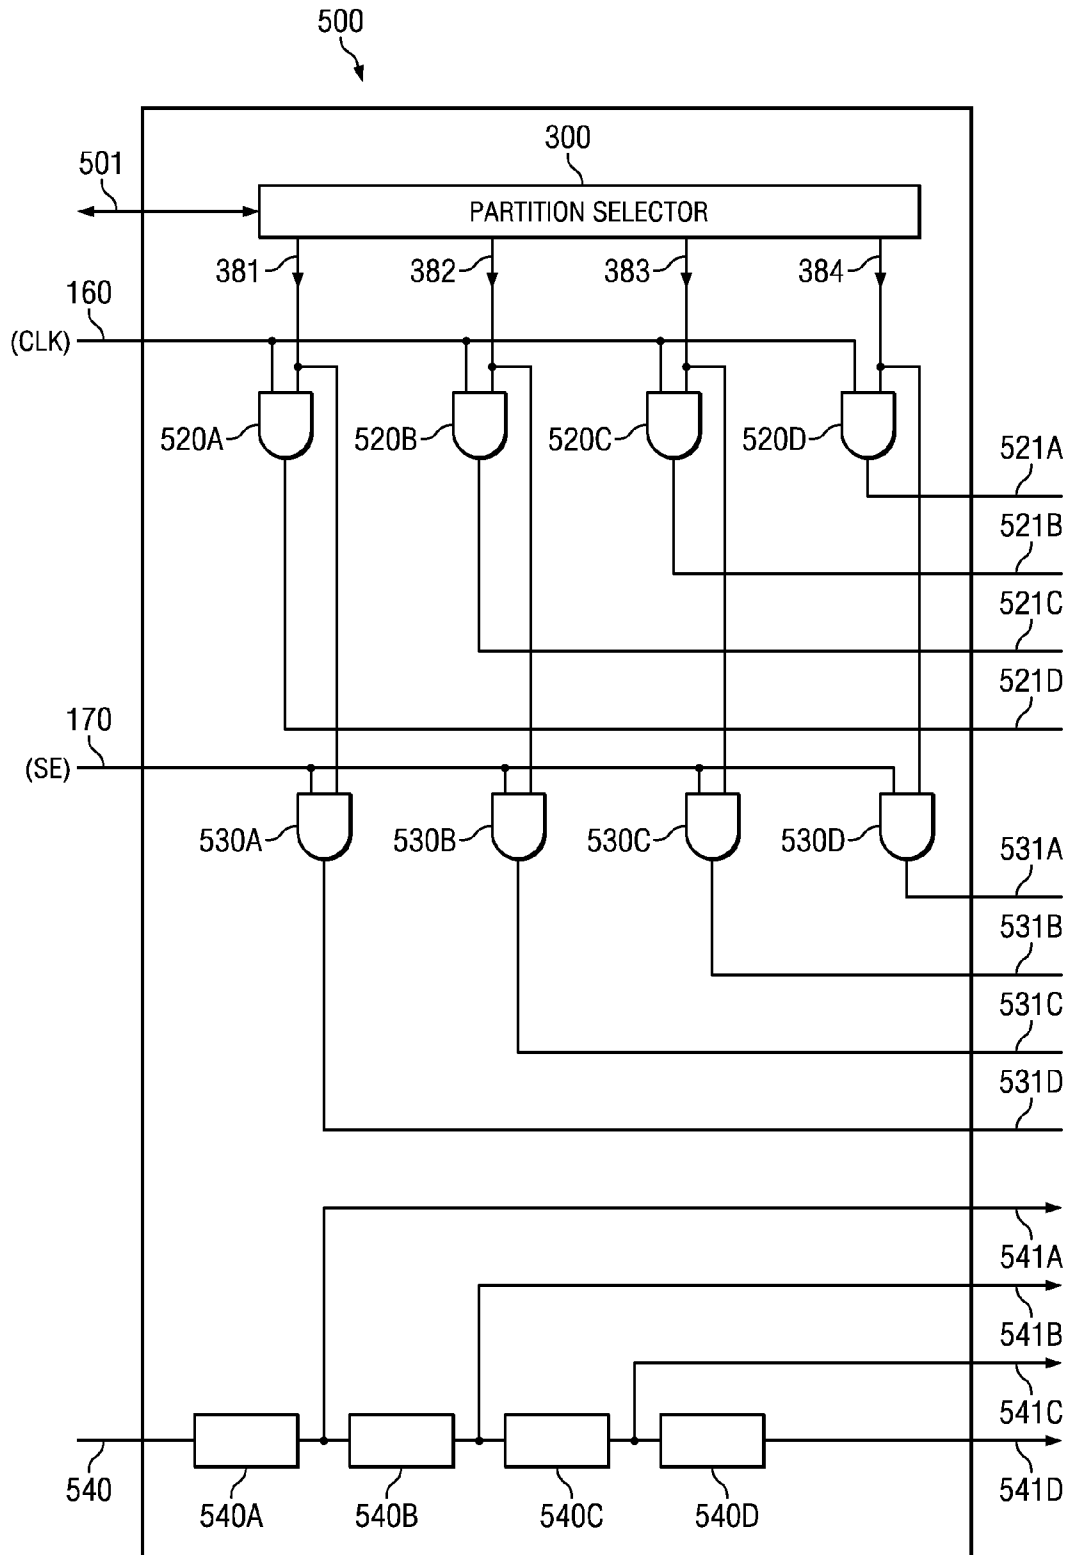 500
501
300
PARTITION SELECTOR
381
382
383
384
160
(CLK)
520A
520B
520C
520D
521A
521B
521C
521D
170
(SE)
530A
530B
530C
530D
531A
531B
531C
531D
541A
541B
541C
541D
540
540A
540B
540C
540D